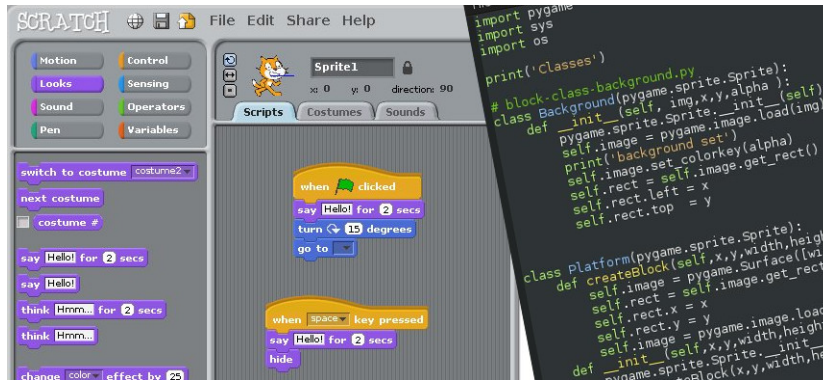 SCRATCH File Edit Share Help
Motion Control
Looks Sensing
Sound Operators
Pen Variables
switch to costume costume2
next costume
costume #
say Hello! for 2 secs
say Hello!
think Hmm... for 2 secs
think Hmm...
change color effect by 25
Sprite1
x: 0 y: 0 direction: 90
Scripts Costumes Sounds
when clicked
say Hello! for 2 secs
turn 15 degrees
go to
when space key pressed
say Hello! for 2 secs
hide
import pygame
import sys
import os
print('Classes')
# block-class-background.py
class Background(pygame.sprite.Sprite):
def __init__(self, img,x,y,alpha ):
pygame.sprite.Sprite.__init__(self)
self.image = pygame.image.load(img)
print('background set')
self.image.set_colorkey(alpha)
self.rect = self.image.get_rect()
self.rect.left = x
self.rect.top = y
class Platform(pygame.sprite.Sprite):
def createBlock(self,x,y,width,heigh
self.image = pygame.Surface([wi
self.rect = self.image.get_rect
self.rect.x = x
self.rect.y = y
self.image = pygame.image.load
def __init__(self,x,y,width,heigh
pygame.sprite.Sprite.__init__
eBlock(x,y,width,he